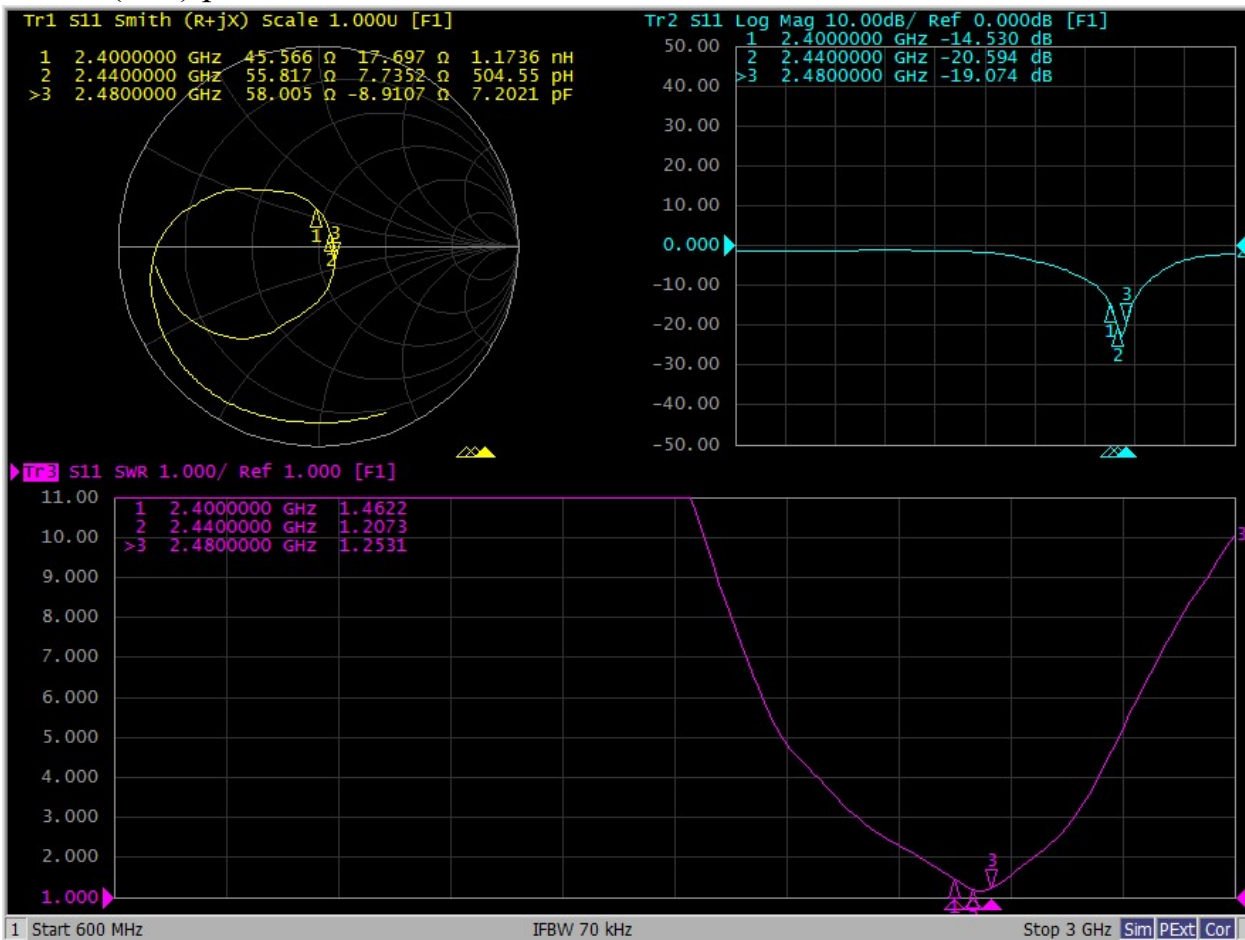 Tr1 S11 Smith (R+jX) Scale 1.000U [F1]
1 2.4000000 GHz 45.566 Ω 17.697 Ω 1.1736 nH
2 2.4400000 GHz 55.817 Ω 7.7352 Ω 504.55 pH
>3 2.4800000 GHz 58.005 Ω -8.9107 Ω 7.2021 pF
1
3
2
Tr2 S11 Log Mag 10.00dB/ Ref 0.000dB [F1]
1 2.4000000 GHz -14.530 dB
2 2.4400000 GHz -20.594 dB
>3 2.4800000 GHz -19.074 dB
50.00
40.00
30.00
20.00
10.00
0.000
-10.00
-20.00
-30.00
-40.00
-50.00
3
1
2
Tr3 S11 SWR 1.000/ Ref 1.000 [F1]
1 2.4000000 GHz 1.4622
2 2.4400000 GHz 1.2073
>3 2.4800000 GHz 1.2531
11.00
10.00
9.000
8.000
7.000
6.000
5.000
4.000
3.000
2.000
1.000
3
3
1 Start 600 MHz IFBW 70 kHz Stop 3 GHz Sim PExt Cor